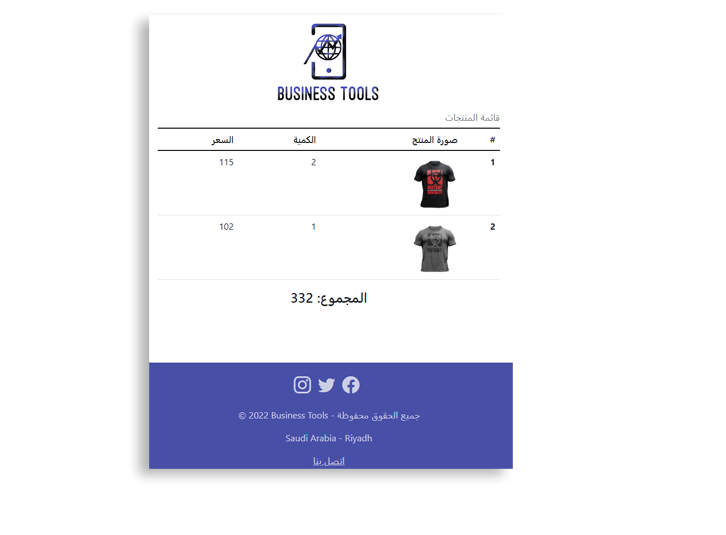 BUSINESS TOOLS
قائمة المنتجات
# صورة المنتج الكمية السعر
1 2 115
2 1 102
المجموع: 332
جميع الحقوق محفوظة - Business Tools 2022 ©
Saudi Arabia - Riyadh
اتصل بنا